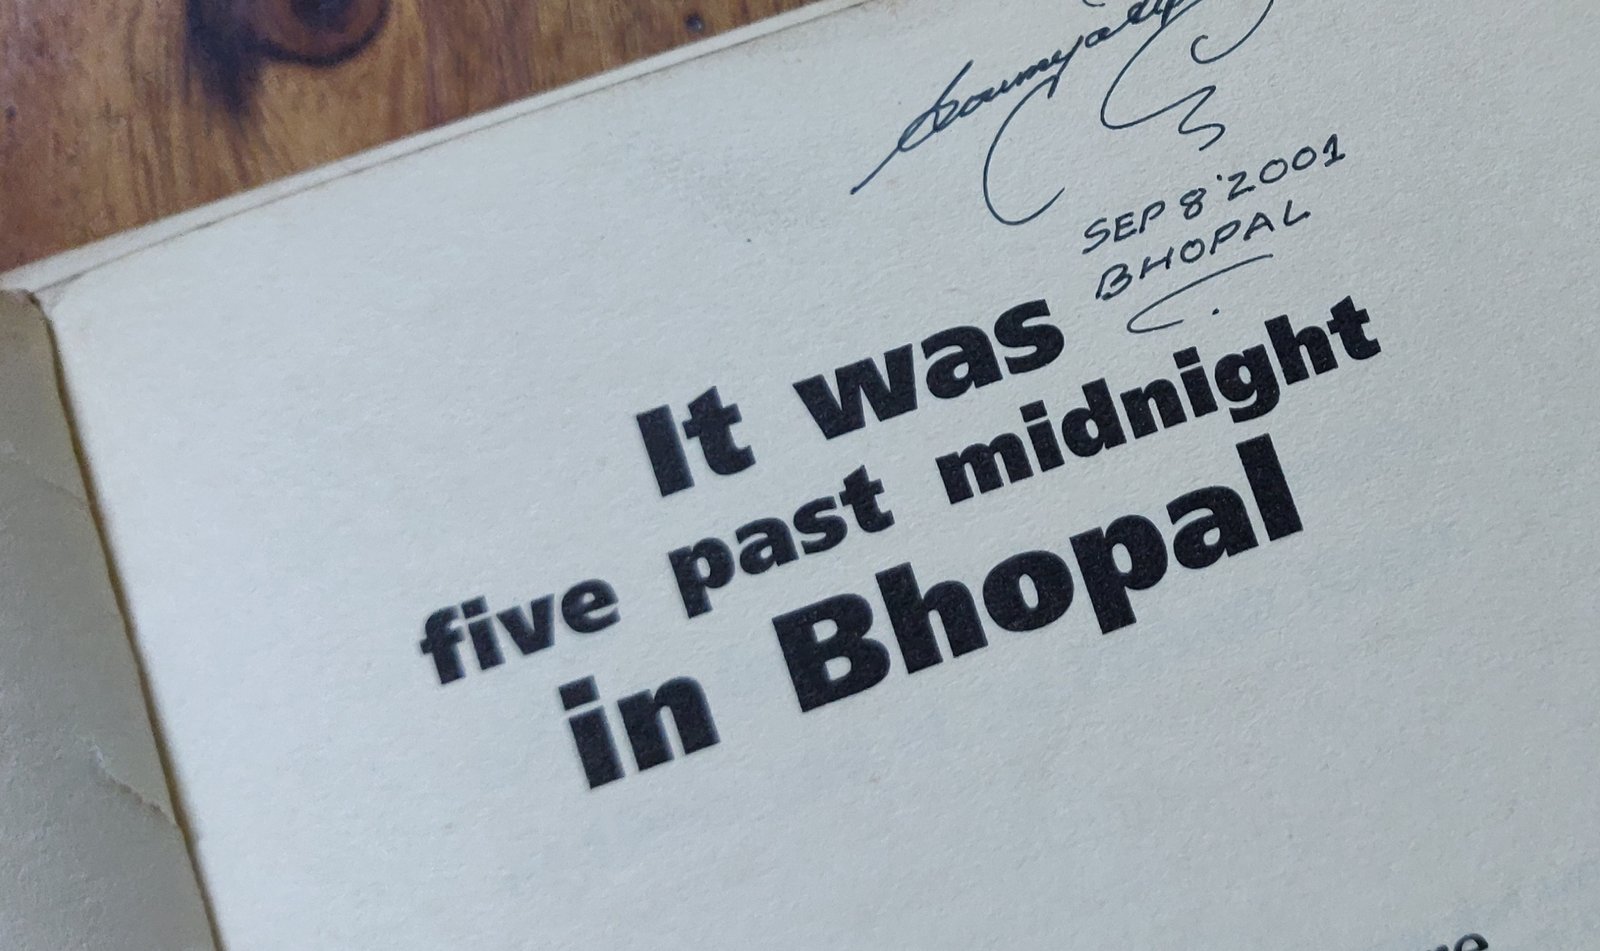 SEP 8 '2001
BHOPAL
It was
five past midnight
in Bhopal